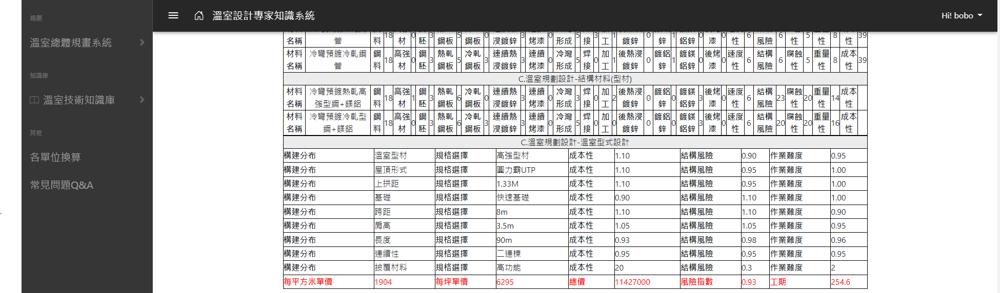 溫室設計專家知識系統
Hi! bobo
規劃
溫室總體規畫系統
知識庫
溫室技術知識庫
其他
各單位換算
常見問題Q&A
名稱 管 料 18 材 0 胚 3 鋼板 5 鋼板 0 浸鍍鋅 3 烤漆 0 形成 5 接 3 工 1 鍍鋅 0 鋅 1 鋁鋅 0 漆 0 性 6 風險 6 性 5 性 8 性 39
材料名稱 冷彎預鍍冷軋鋼管 鋼料 18 高強材 0 鋼胚 3 熱軋鋼板 5 冷軋鋼板 3 連續熱浸鍍鋅 3 連續烤漆 0 冷灣形成 5 焊接 0 加工 1 後熱浸鍍鋅 0 鍍鋁鋅 1 鍍鎂鋁鋅 0 後烤漆 0 速度性 6 結構風險 6 腐蝕性 5 重量性 8 成本性 39
C.溫室規劃設計-結構材料(型材)
材料名稱 冷彎預鍍熱軋高強型鋼+鎂鋁 鋼料 18 高強材 1 鋼胚 3 熱軋鋼板 6 冷軋鋼板 0 連續熱浸鍍鋅 3 連續烤漆 0 冷灣形成 3 焊接 0 加工 2 後熱浸鍍鋅 0 鍍鋁鋅 0 鍍鎂鋁鋅 3 後烤漆 0 速度性 6 結構風險 23 腐蝕性 20 重量性 14 成本性
材料名稱 冷彎預鍍冷軋型鋼+鎂鋁 鋼料 18 高強材 0 鋼胚 3 熱軋鋼板 6 冷軋鋼板 3 連續熱浸鍍鋅 3 連續烤漆 0 冷灣形成 5 焊接 0 加工 0 後熱浸鍍鋅 0 鍍鋁鋅 0 鍍鎂鋁鋅 3 後烤漆 0 速度性 6 結構風險 20 腐蝕性 20 重量性 16 成本性
C.溫室規劃設計-溫室型式設計
構建分布 溫室型材 規格選擇 高強型材 成本性 1.10 結構風險 0.90 作業難度 0.95
構建分布 屋頂形式 規格選擇 圓力霸UTP 成本性 1.10 結構風險 0.95 作業難度 1.00
構建分布 上拱距 規格選擇 1.33M 成本性 1.10 結構風險 0.95 作業難度 1.00
構建分布 基礎 規格選擇 快速基礎 成本性 0.90 結構風險 1.10 作業難度 1.00
構建分布 跨距 規格選擇 8m 成本性 1.10 結構風險 1.10 作業難度 0.90
構建分布 肩高 規格選擇 3.5m 成本性 1.05 結構風險 1.05 作業難度 0.95
構建分布 長度 規格選擇 90m 成本性 0.93 結構風險 0.98 作業難度 0.96
構建分布 連續性 規格選擇 二連棟 成本性 0.95 結構風險 0.95 作業難度 0.95
構建分布 披覆材料 規格選擇 高功能 成本性 20 結構風險 0.3 作業難度 2
每平方米單價 1904 每坪單價 6295 總價 11427000 風險指數 0.93 工期 254.6